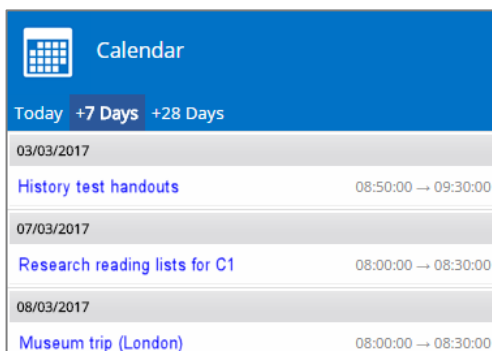 Calendar
Today +7 Days +28 Days
03/03/2017
History test handouts 08:50:00 → 09:30:00
07/03/2017
Research reading lists for C1 08:00:00 → 08:30:00
08/03/2017
Museum trip (London) 08:00:00 → 08:30:00